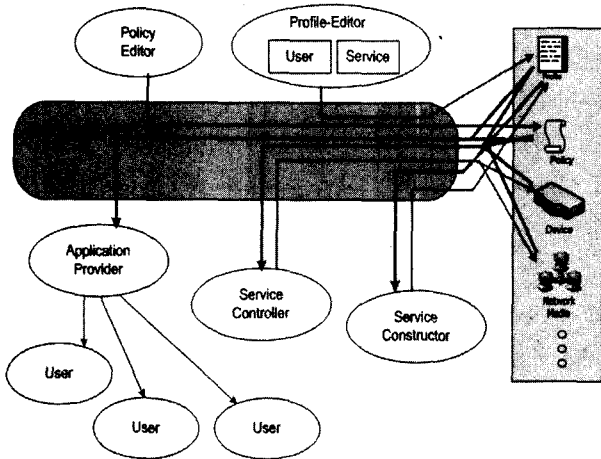 Policy
Editor
Profile-Editor
User
Service
Policy
Device
Network
Media
Application
Provider
Service
Controller
Service
Constructor
User
User
User